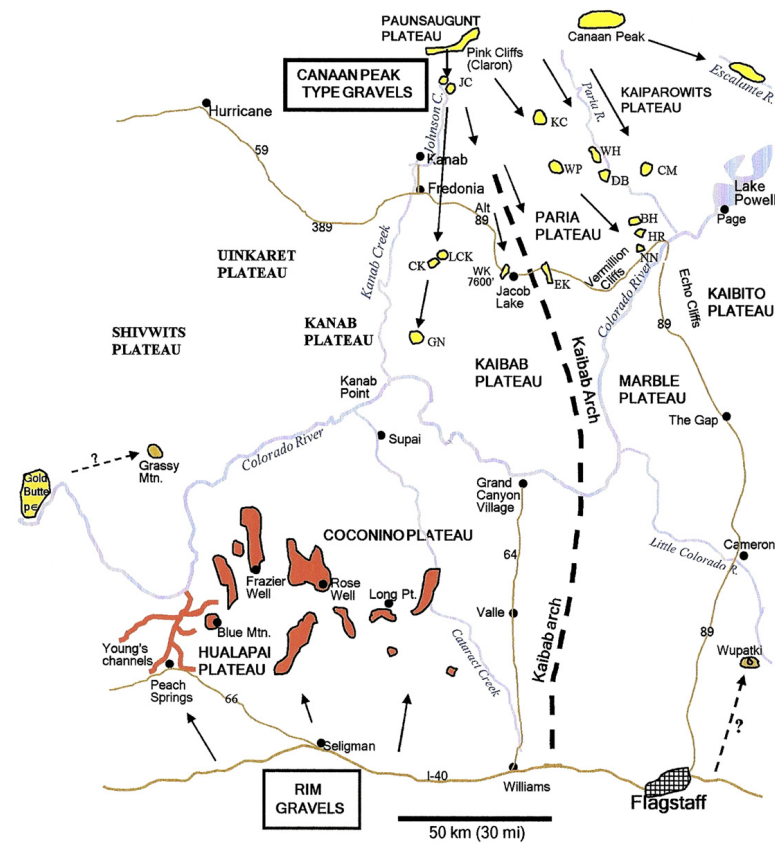 PAUNSAUGUNT
PLATEAU
Canaan Peak
Pink Cliffs
(Claron)
CANAAN PEAK
TYPE GRAVELS
JC
Escalante R.
KAIPAROWITS
PLATEAU
Paria R.
Hurricane
Johnson C.
KC
59
Kanab
WH
WP
DB
CM
Fredonia
Lake
Powell
Alt
89
389
Page
PARIA
PLATEAU
BH
HR
NN
UINKARET
PLATEAU
Kanab Creek
CK
LCK
WK
7600'
Jacob
Lake
EK
Vermillion
Cliffs
Colorado River
Echo Cliffs
KAIBITO
PLATEAU
SHIVWITS
PLATEAU
KANAB
PLATEAU
GN
89
KAIBAB
PLATEAU
Kaibab Arch
MARBLE
PLATEAU
Kanab
Point
The Gap
Supai
?
Grassy
Mtn.
Colorado River
Gold
Butte
Grand
Canyon
Village
COCONINO PLATEAU
64
Little Colorado R.
Cameron
Frazier
Well
Rose
Well
Long Pt.
Valle
Kaibab arch
Young's
channels
Blue Mtn.
HUALAPAI
PLATEAU
Cataract Creek
89
Wupatki
Peach
Springs
66
?
Seligman
RIM
GRAVELS
I-40
Williams
Flagstaff
50 km (30 mi)